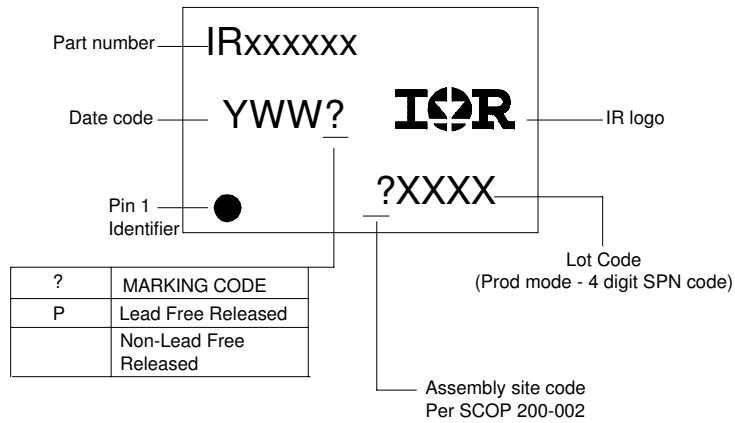 Part number
IRxxxxxx
Date code
YWW?
IOR
IR logo
?XXXX
Pin 1
Identifier
Lot Code
(Prod mode - 4 digit SPN code)
? MARKING CODE
P Lead Free Released
Non-Lead Free
Released
Assembly site code
Per SCOP 200-002